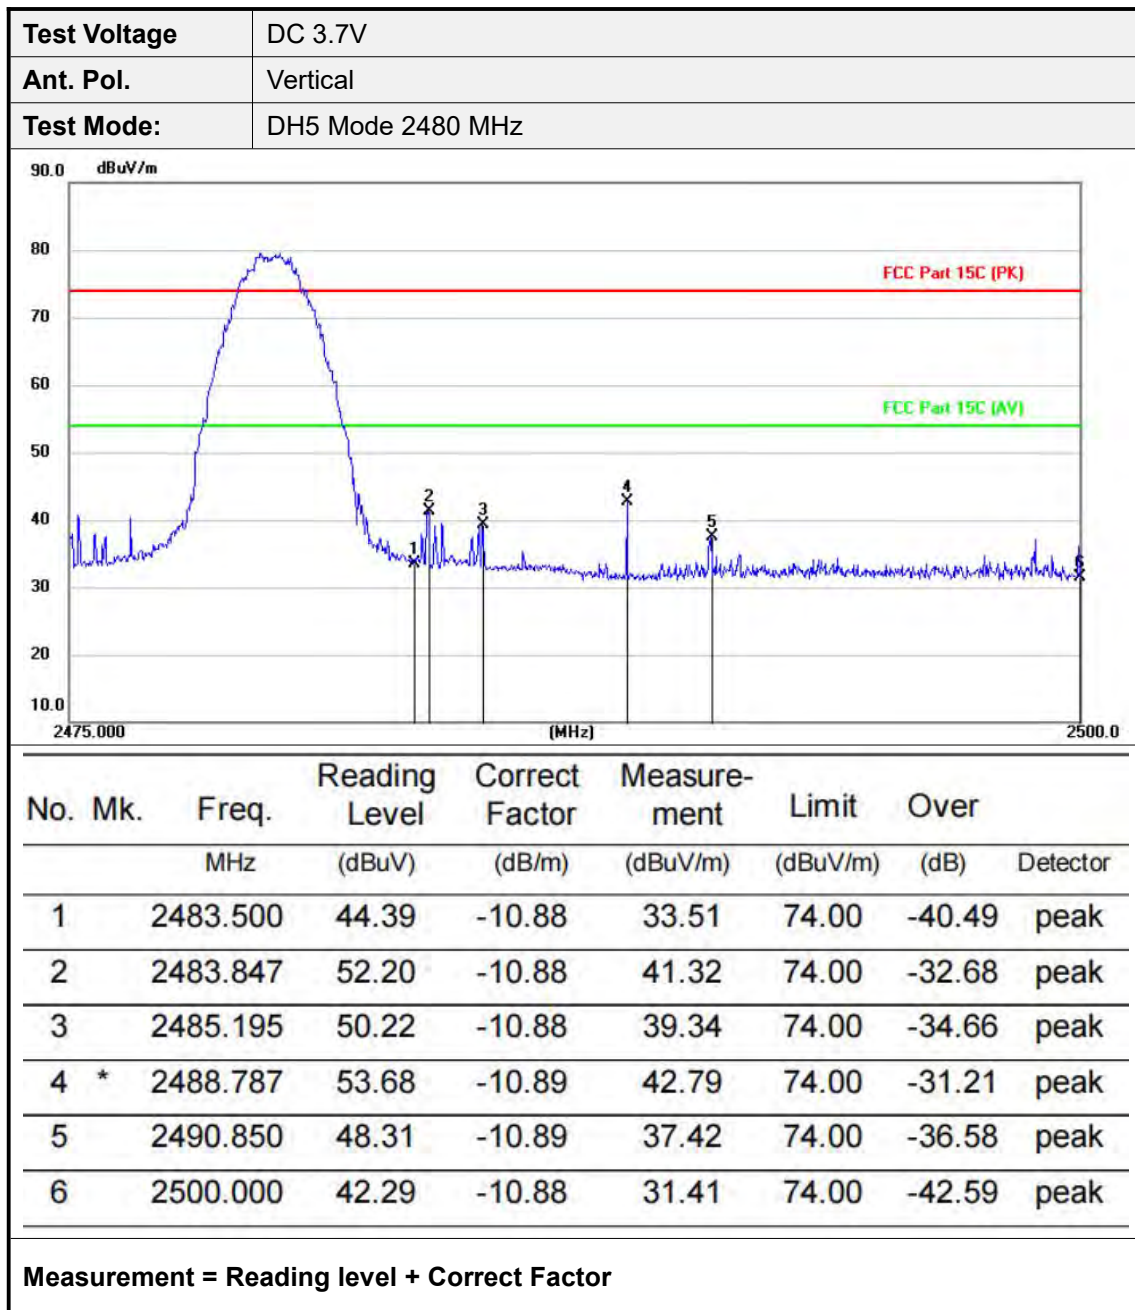 Test Voltage DC 3.7V
Ant. Pol. Vertical
Test Mode: DH5 Mode 2480 MHz
90.0 dBuV/m
80
FCC Part 15C (PK)
70
60
FCC Part 15C (AV)
50
40
30
20
10.0
1 2 3 4 5 6
2475.000 (MHz) 2500.0
No. Mk. Freq. Reading Level Correct Factor Measure-ment Limit Over
MHz (dBuV) (dB/m) (dBuV/m) (dBuV/m) (dB) Detector
1 2483.500 44.39 -10.88 33.51 74.00 -40.49 peak
2 2483.847 52.20 -10.88 41.32 74.00 -32.68 peak
3 2485.195 50.22 -10.88 39.34 74.00 -34.66 peak
4 * 2488.787 53.68 -10.89 42.79 74.00 -31.21 peak
5 2490.850 48.31 -10.89 37.42 74.00 -36.58 peak
6 2500.000 42.29 -10.88 31.41 74.00 -42.59 peak
Measurement = Reading level + Correct Factor